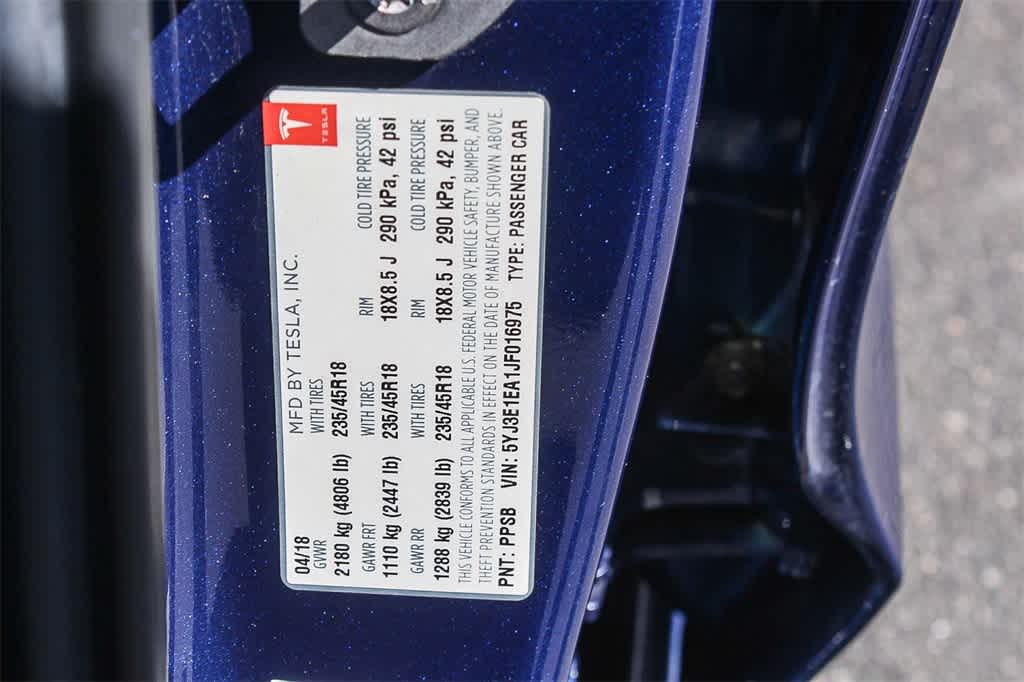 TESLA
04/18 MFD BY TESLA, INC.
GVWR WITH TIRES
2180 kg (4806 lb) 235/45R18
GAWR FRT WITH TIRES RIM COLD TIRE PRESSURE
1110 kg (2447 lb) 235/45R18 18X8.5 J 290 kPa, 42 psi
GAWR RR WITH TIRES RIM COLD TIRE PRESSURE
1288 kg (2839 lb) 235/45R18 18X8.5 J 290 kPa, 42 psi
THIS VEHICLE CONFORMS TO ALL APPLICABLE U.S. FEDERAL MOTOR VEHICLE SAFETY, BUMPER, AND
THEFT PREVENTION STANDARDS IN EFFECT ON THE DATE OF MANUFACTURE SHOWN ABOVE.
PNT: PPSB VIN: 5YJ3E1EA1JF016975 TYPE: PASSENGER CAR